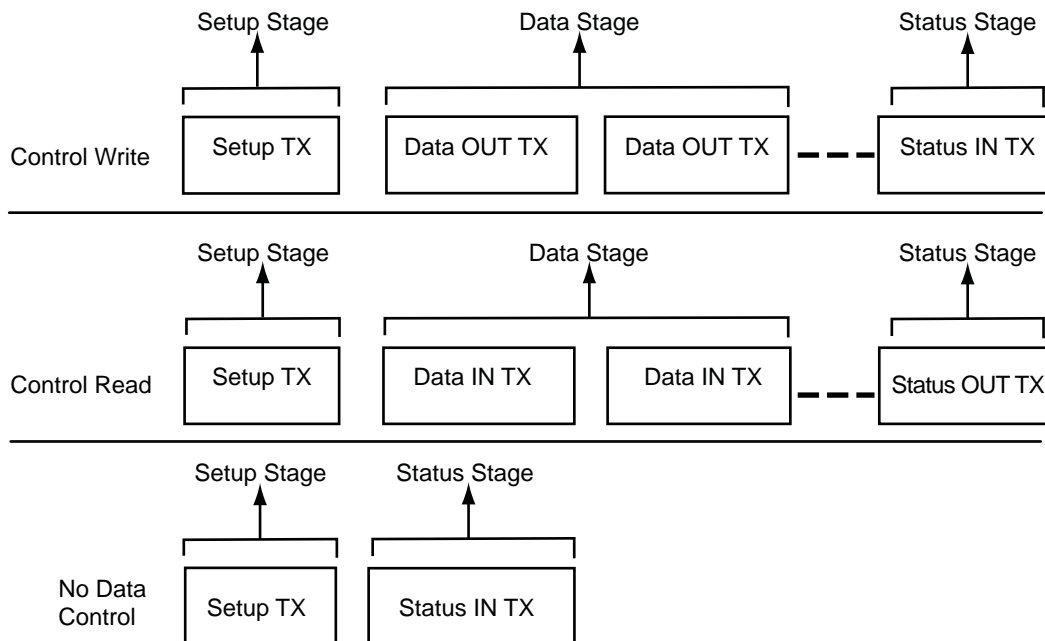 Setup Stage
Data Stage
Status Stage
Control Write
Setup TX
Data OUT TX
Data OUT TX
Status IN TX
Setup Stage
Data Stage
Status Stage
Control Read
Setup TX
Data IN TX
Data IN TX
Status OUT TX
Setup Stage
Status Stage
No Data
Control
Setup TX
Status IN TX